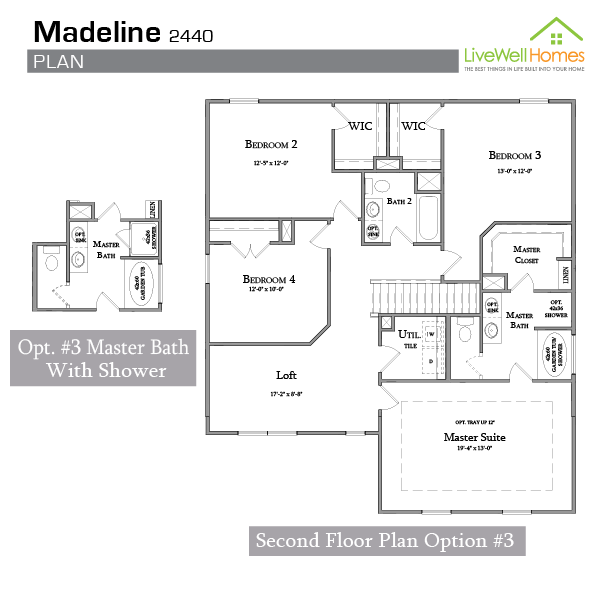 Madeline 2440
PLAN
LiveWellHomes
THE BEST THINGS IN LIFE BUILT INTO YOUR HOME
WIC
WIC
BEDROOM 2
12'-5" x 12'-0"
BEDROOM 3
13'-0" x 12'-0"
BATH 2
OPT.
SINK
LINEN
OPT.
SINK
MASTER
BATH
42x36
SHOWER
42x60
GARDEN TUB
MASTER
CLOSET
LINEN
BEDROOM 4
12'-0" x 10'-0"
OPT.
SINK
MASTER
BATH
OPT.
42x36
SHOWER
42x60
GARDEN TUB/
SHOWER
UTIL.
TILE
W
D
Opt. #3 Master Bath
With Shower
Loft
17'-2" x 8'-8"
OPT. TRAY UP 12"
Master Suite
19'-4" x 13'-0"
Second Floor Plan Option #3